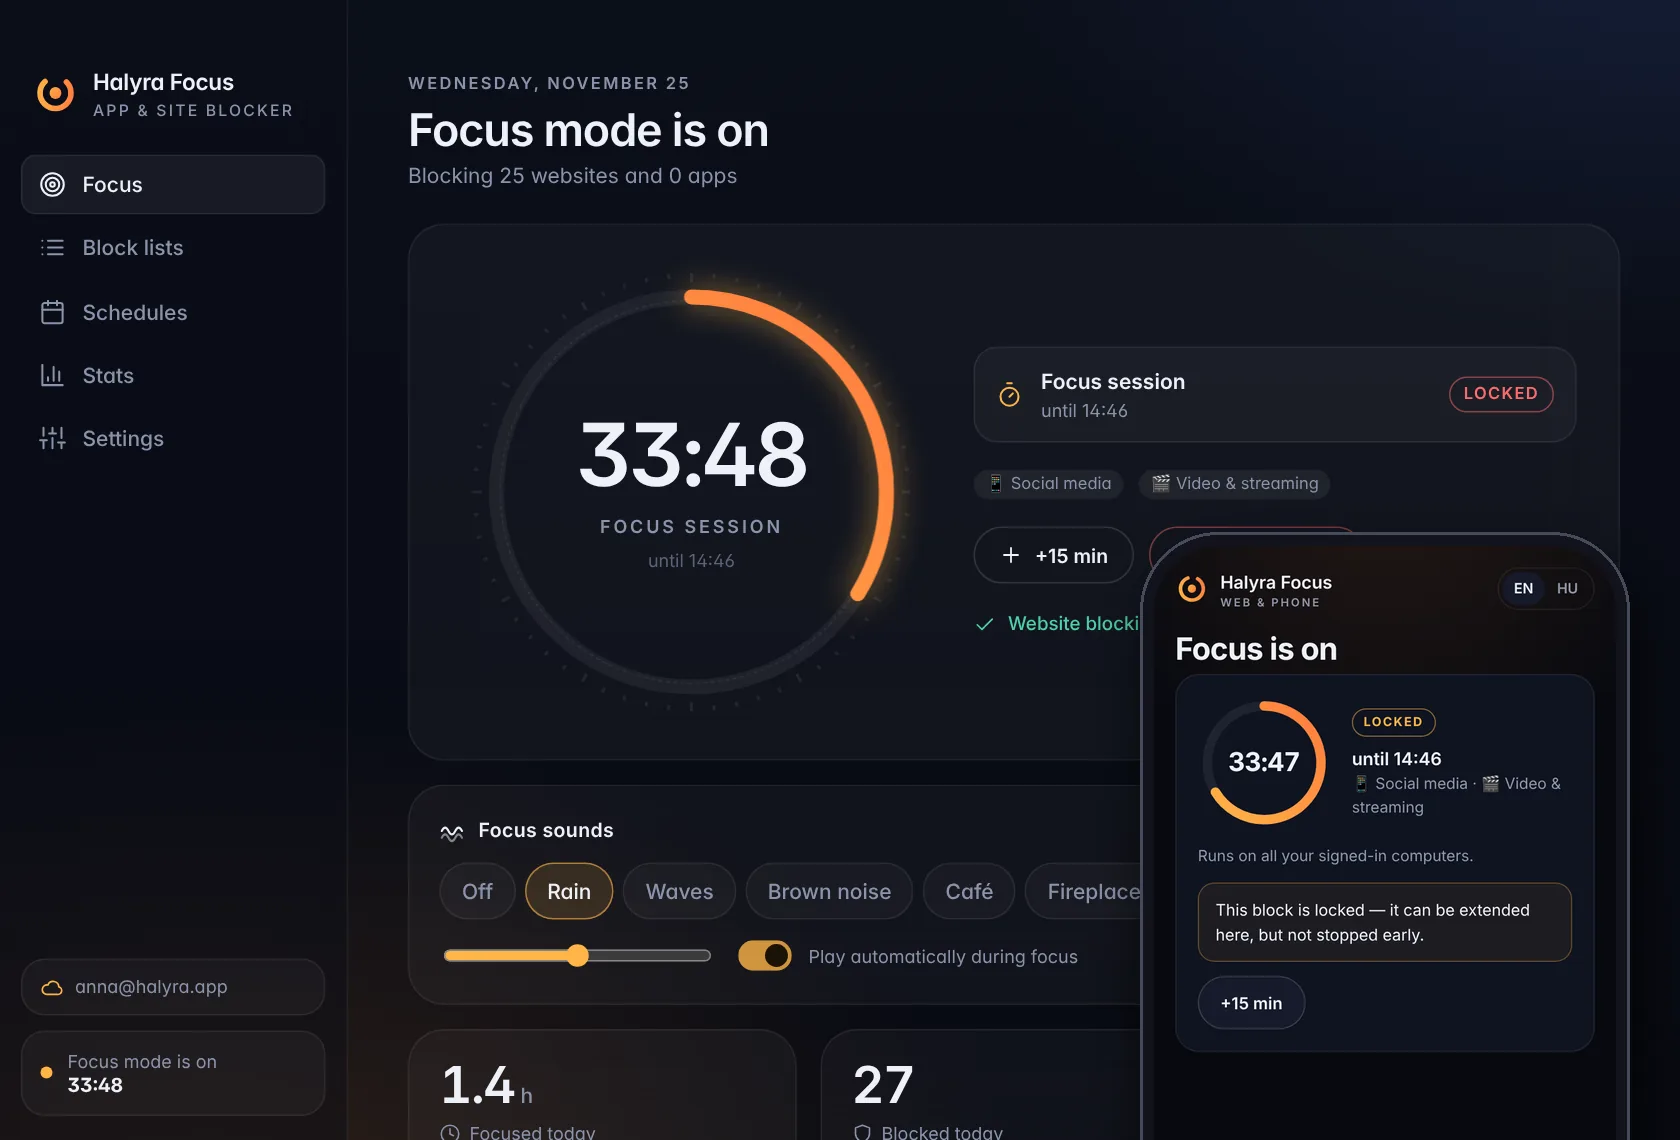 Halyra Focus
APP & SITE BLOCKER
Focus
Block lists
Schedules
Stats
Settings
anna@halyra.app
Focus mode is on
33:48
WEDNESDAY, NOVEMBER 25
Focus mode is on
Blocking 25 websites and 0 apps
33:48
FOCUS SESSION
until 14:46
Focus session
until 14:46
LOCKED
📱 Social media
🎬 Video & streaming
+15 min
Website blocki
Focus sounds
Off
Rain
Waves
Brown noise
Café
Fireplace
Play automatically during focus
1.4 h
Focused today
27
Blocked today
Halyra Focus
WEB & PHONE
EN
HU
Focus is on
33:47
LOCKED
until 14:46
📱 Social media · 🎬 Video &
streaming
Runs on all your signed-in computers.
This block is locked — it can be extended
here, but not stopped early.
+15 min